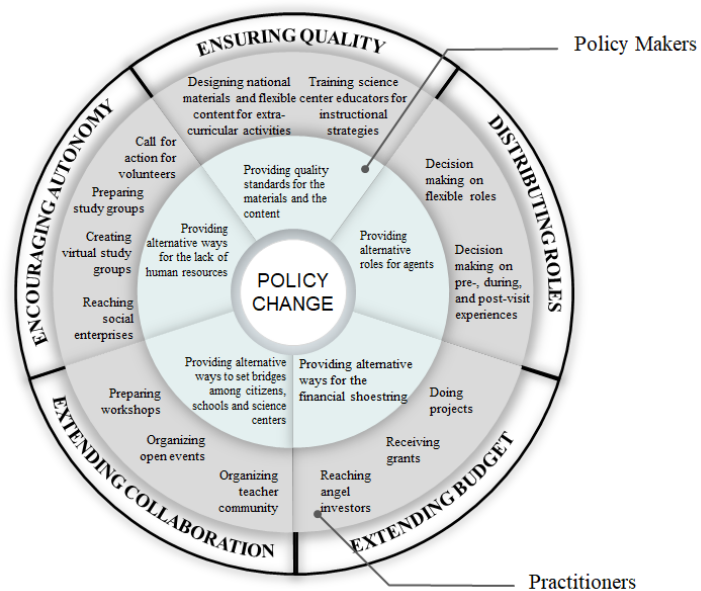 ENSURING QUALITY
Policy Makers
Designing national
materials and flexible
content for extra-
curricular activities
Training science
center educators for
instructional
strategies
Providing quality
standards for the
materials and the
content
DISTRIBUTING ROLES
Decision
making on
flexible roles
Decision
making on
pre-, during,
and post-visit
experiences
Providing
alternative
roles for agents
ENCOURAGING AUTONOMY
Call for
action for
volunteers
Preparing
study groups
Creating
virtual study
groups
Reaching
social
enterprises
Providing
alternative ways
for the lack of
human resources
POLICY
CHANGE
Providing alternative
ways to set bridges
among citizens,
schools and science
centers
Providing alternative
ways for the
financial shoestring
Preparing
workshops
Organizing
open events
Organizing
teacher
community
EXTENDING COLLABORATION
Doing
projects
Receiving
grants
Reaching
angel
investors
EXTENDING BUDGET
Practitioners